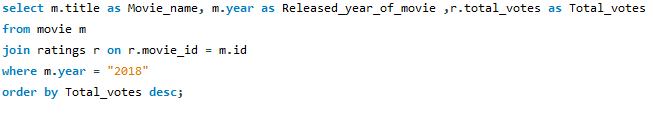 select m.title as Movie_name, m.year as Released_year_of_movie ,r.total_votes as Total_votes
from movie m
join ratings r on r.movie_id = m.id
where m.year = "2018"
order by Total_votes desc;